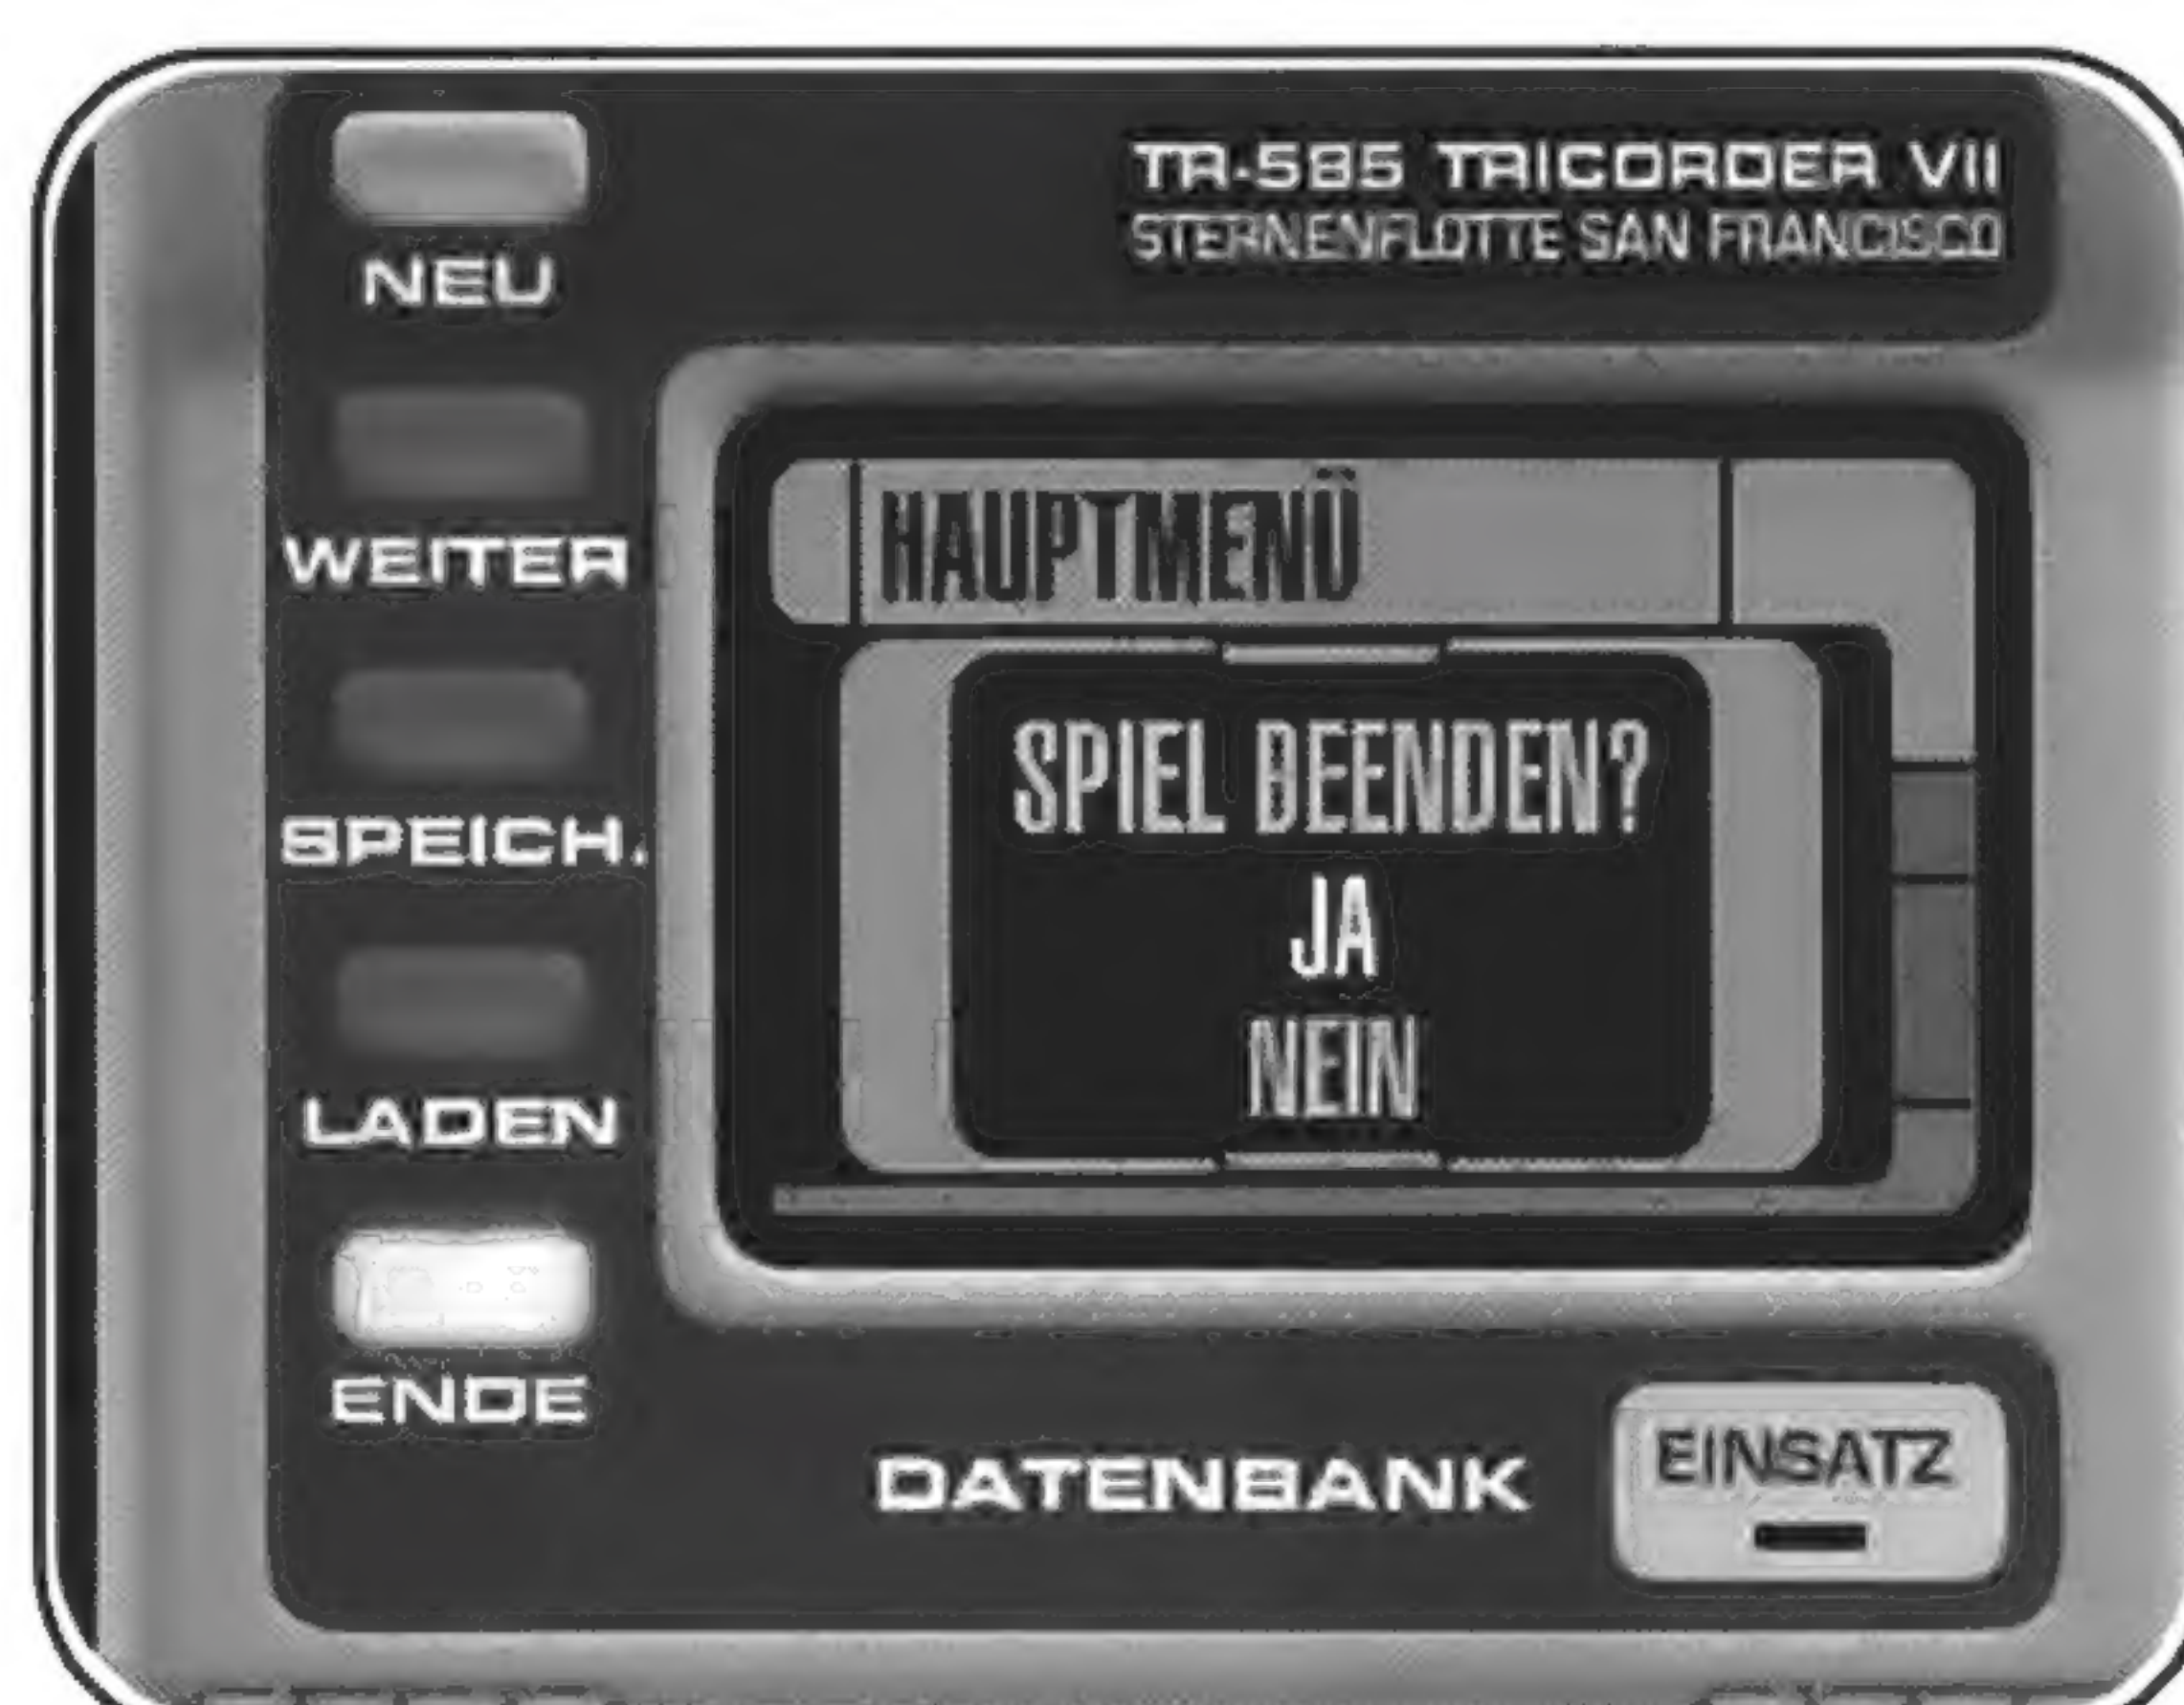 TR-585 TRICORDER VII
STERNENFLOTTE SAN FRANCISCO
NEU
WEITER
SPEICH.
LADEN
ENDE
HAUPTMENÜ
SPIEL BEENDEN?
JA
NEIN
DATENBANK
EINSATZ